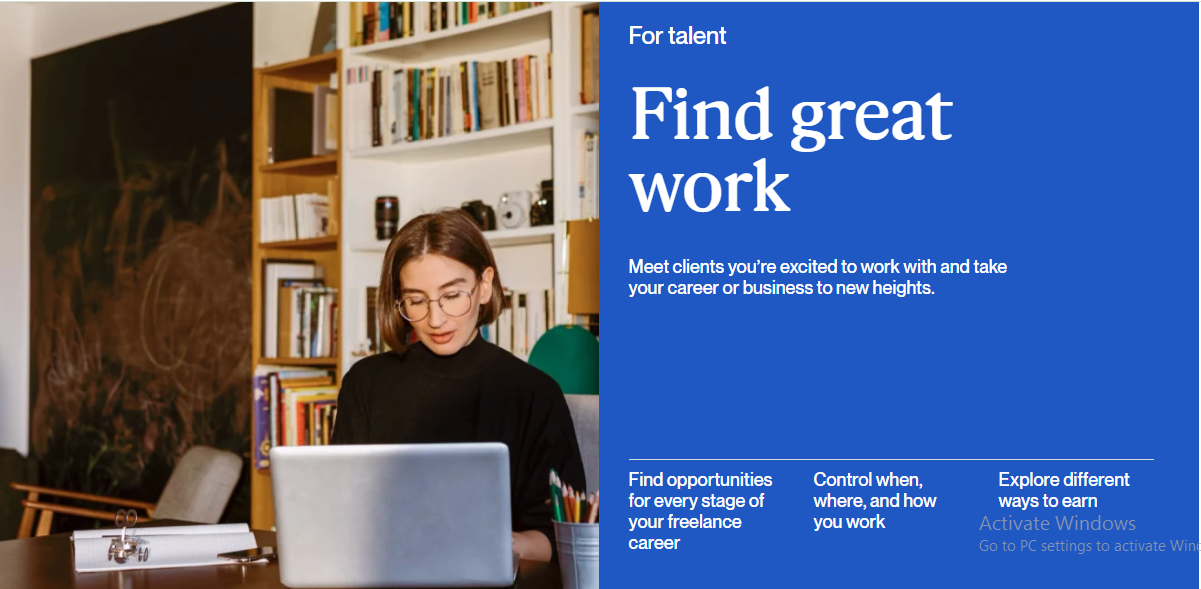 For talent
Find great
work
Meet clients you’re excited to work with and take
your career or business to new heights.
Find opportunities
for every stage of
your freelance
career
Control when,
where, and how
you work
Explore different
ways to earn
Activate Windows
Go to PC settings to activate